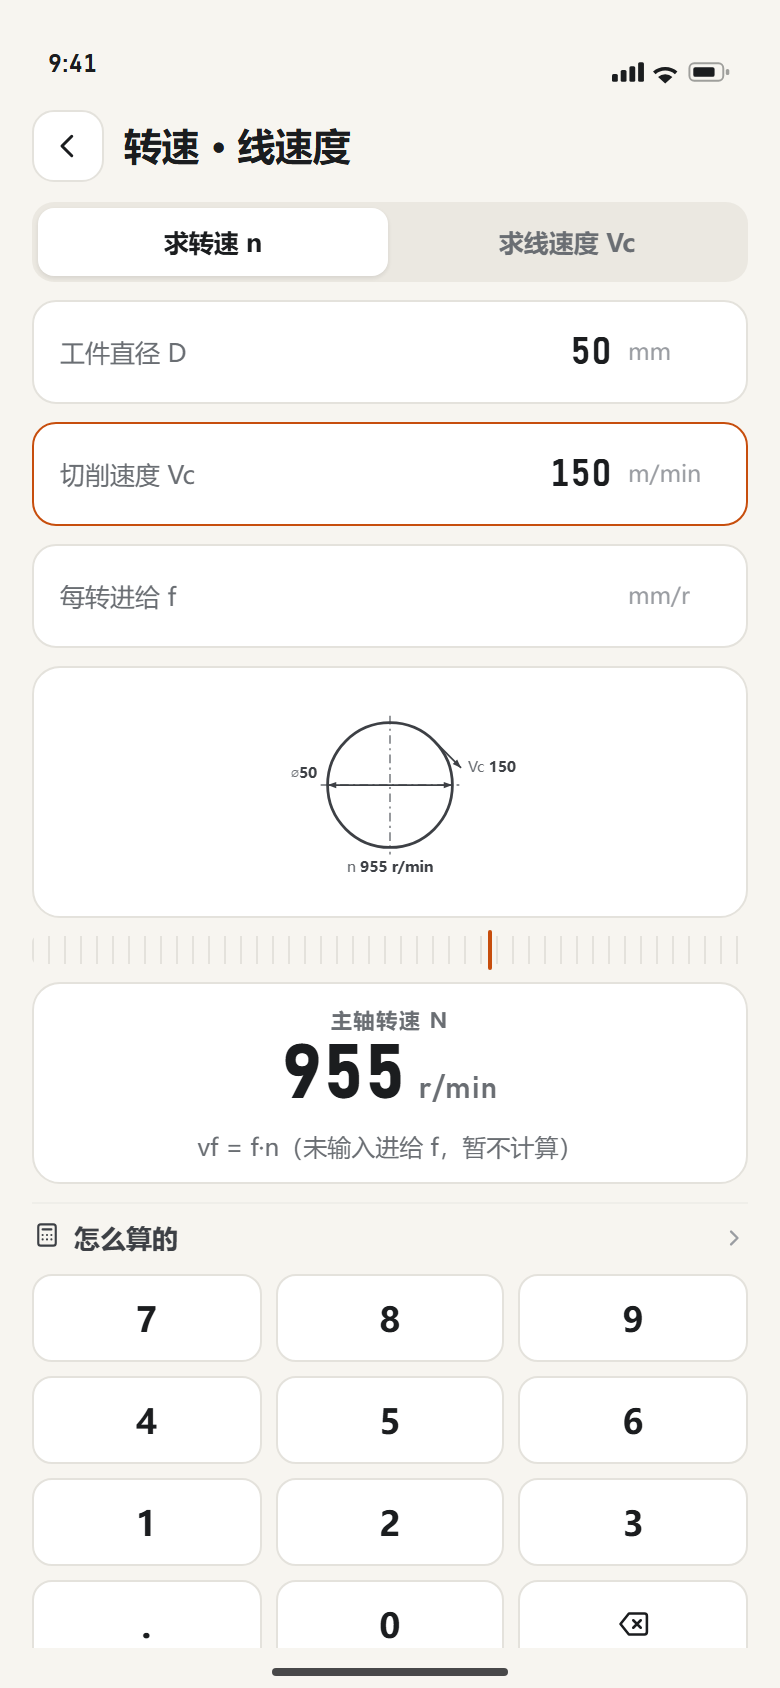 9:41
转速·线速度
求转速 n
求线速度 Vc
工件直径 D 50 mm
切削速度 Vc 150 m/min
每转进给 f mm/r
⌀50
Vc 150
n 955 r/min
主轴转速 N
955 r/min
vf = f·n（未输入进给 f，暂不计算）
怎么算的
7 8 9
4 5 6
1 2 3
. 0